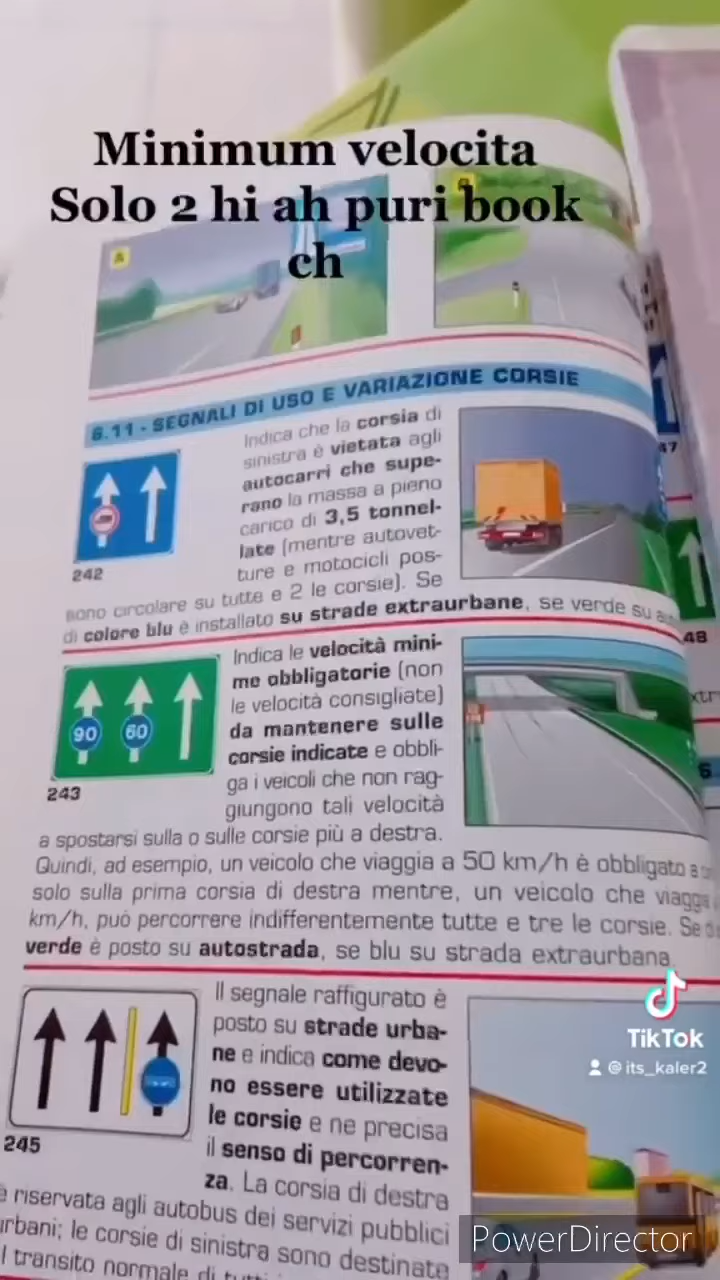 Minimum velocita
Solo 2 hi ah puri book
ch
A
6.11 - SEGNALI DI USO E VARIAZIONE CORSIE
Indica che la corsia di
sinistra è vietata agli
autocarri che supe-
rano la massa a pieno
carico di 3,5 tonnel-
late (mentre autovet-
ture e motocicli pos-
sono circolare su tutte e 2 le corsie). Se
di colore blu è installato su strade extraurbane, se verde su
242
47
48
Indica le velocità mini-
me obbligatorie (non
le velocità consigliate)
da mantenere sulle
corsie indicate e obbli-
ga i veicoli che non rag-
giungono tali velocità
a spostarsi sulla o sulle corsie più a destra.
90 60
243
Quindi, ad esempio, un veicolo che viaggia a 50 km/h è obbligato a
solo sulla prima corsia di destra mentre, un veicolo che viaggia
km/h, può percorrere indifferentemente tutte e tre le corsie. Se
verde è posto su autostrada, se blu su strada extraurbana.
Il segnale raffigurato è
posto su strade urba-
ne e indica come devo-
no essere utilizzate
le corsie e ne precisa
il senso di percorren-
za. La corsia di destra
245
è riservata agli autobus dei servizi pubblici
urbani; le corsie di sinistra sono destinate
al transito normale di
TikTok
@its_kaler2
PowerDirector